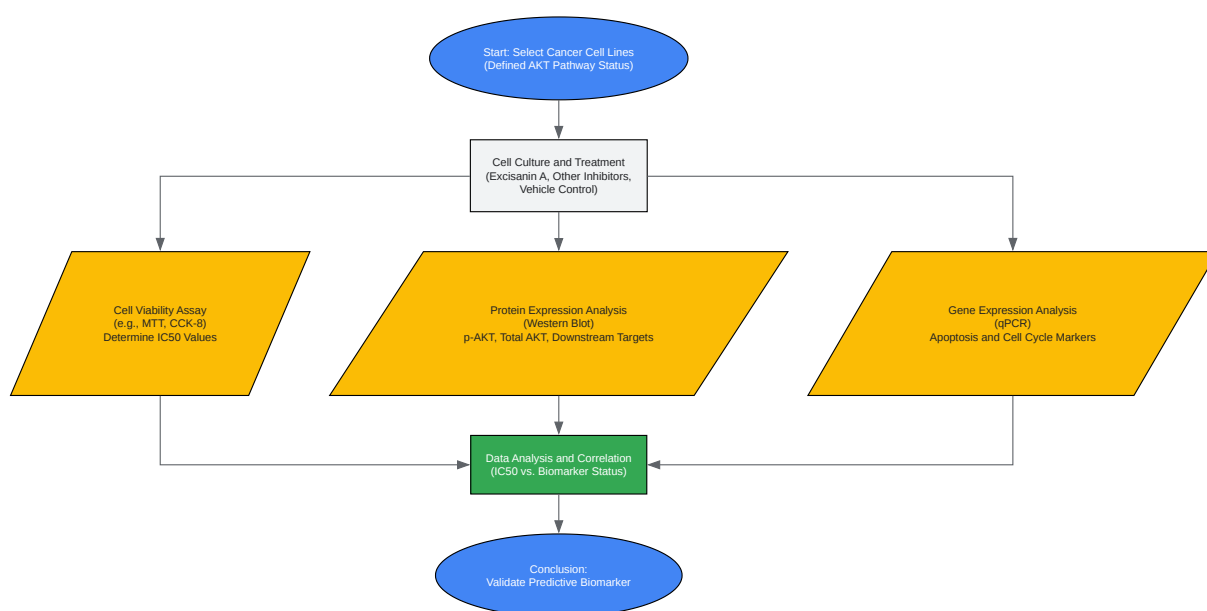 Start: Select Cancer Cell Lines
(Defined AKT Pathway Status)
Cell Culture and Treatment
(Excisanin A, Other Inhibitors,
Vehicle Control)
Cell Viability Assay
(e.g., MTT, CCK-8)
Determine IC50 Values
Protein Expression Analysis
(Western Blot)
p-AKT, Total AKT, Downstream Targets
Gene Expression Analysis
(qPCR)
Apoptosis and Cell Cycle Markers
Data Analysis and Correlation
(IC50 vs. Biomarker Status)
Conclusion:
Validate Predictive Biomarker